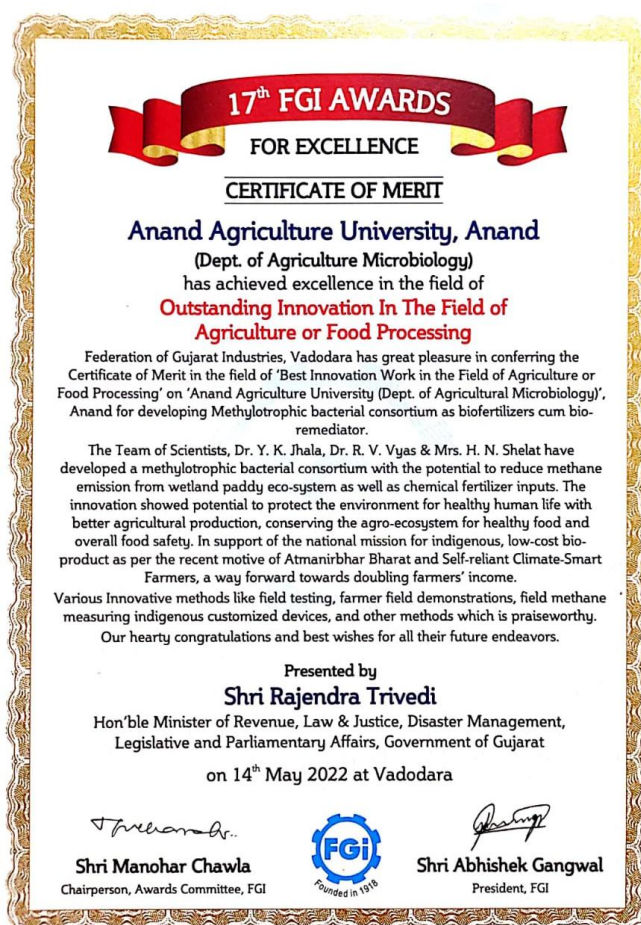 17th FGI AWARDS
FOR EXCELLENCE
CERTIFICATE OF MERIT
Anand Agriculture University, Anand
(Dept. of Agriculture Microbiology)
has achieved excellence in the field of
Outstanding Innovation In The Field of
Agriculture or Food Processing
Federation of Gujarat Industries, Vadodara has great pleasure in conferring the
Certificate of Merit in the field of 'Best Innovation Work in the Field of Agriculture or
Food Processing' on 'Anand Agriculture University (Dept. of Agricultural Microbiology)',
Anand for developing Methylotrophic bacterial consortium as biofertilizers cum bio-
remediator.
The Team of Scientists, Dr. Y. K. Jhala, Dr. R. V. Vyas & Mrs. H. N. Shelat have
developed a methylotrophic bacterial consortium with the potential to reduce methane
emission from wetland paddy eco-system as well as chemical fertilizer inputs. The
innovation showed potential to protect the environment for healthy human life with
better agricultural production, conserving the agro-ecosystem for healthy food and
overall food safety. In support of the national mission for indigenous, low-cost bio-
product as per the recent motive of Atmanirbhar Bharat and Self-reliant Climate-Smart
Farmers, a way forward towards doubling farmers' income.
Various Innovative methods like field testing, farmer field demonstrations, field methane
measuring indigenous customized devices, and other methods which is praiseworthy.
Our hearty congratulations and best wishes for all their future endeavors.
Presented by
Shri Rajendra Trivedi
Hon'ble Minister of Revenue, Law & Justice, Disaster Management,
Legislative and Parliamentary Affairs, Government of Gujarat
on 14th May 2022 at Vadodara
Shri Manohar Chawla
Chairperson, Awards Committee, FGI
FGi
Founded in 1918
Shri Abhishek Gangwal
President, FGI